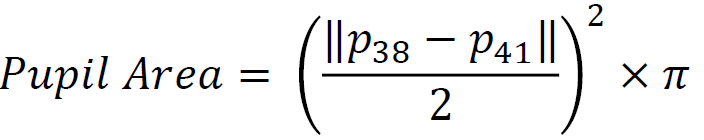 Pupil Area = (‖p₃₈ − p₄₁‖ / 2)² × π